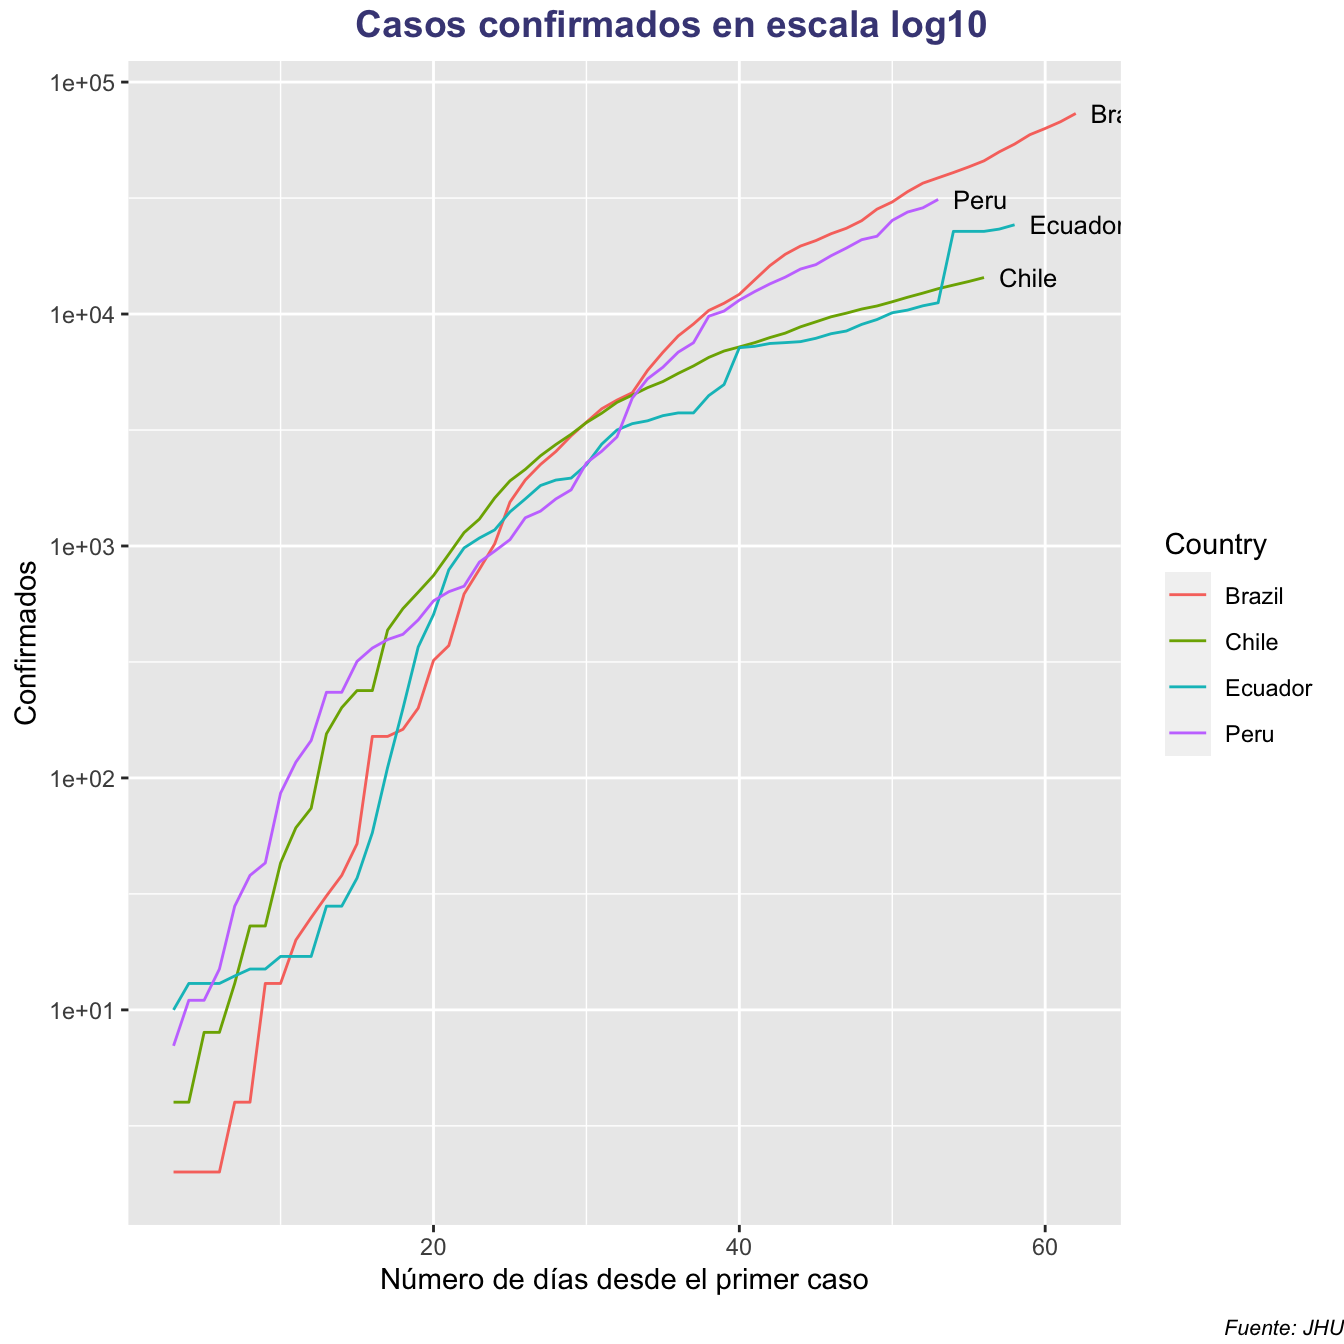 Casos confirmados en escala log10
1e+05
1e+04
1e+03
1e+02
1e+01
Confirmados
Bra
Peru
Ecuador
Chile
Country
Brazil
Chile
Ecuador
Peru
20
40
60
Número de días desde el primer caso
Fuente: JHU